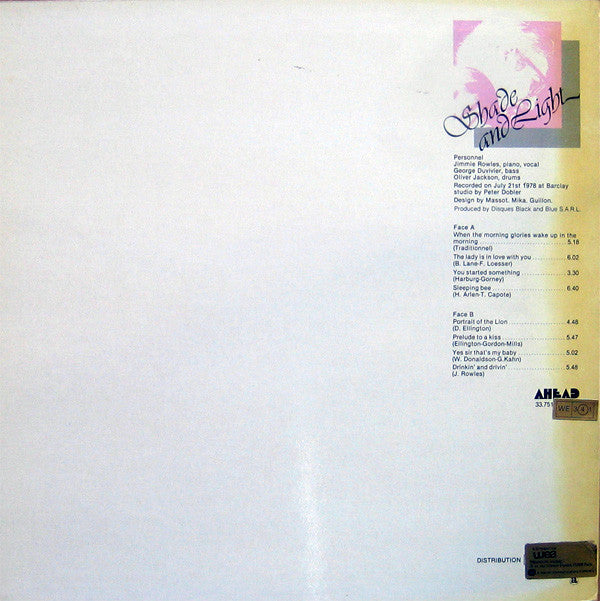 Shade
and Light
Personnel
Jimmie Rowles, piano, vocal
George Duvivier, bass
Oliver Jackson, drums
Recorded on July 21st 1978 at Barclay
studio by Peter Dobler
Design by Massot. Mika. Guillon.
Produced by Disques Black and Blue S.A.R.L.
Face A
When the morning glories wake up in the
morning 5.18
(Traditionnel)
The lady is in love with you 6.02
(B. Lane-F. Loesser)
You started something 3.30
(Harburg-Gorney)
Sleeping bee 6.40
(H. Arlen-T. Capote)
Face B
Portrait of the Lion 4.48
(D. Ellington)
Prelude to a kiss 5.47
(Ellington-Gordon-Mills)
Yes sir that's my baby 5.02
(W. Donaldson-G.Kahn)
Drinkin' and drivin' 5.48
(J. Rowles)
AHEAD
33.751
WE 341
DISTRIBUTION
wea